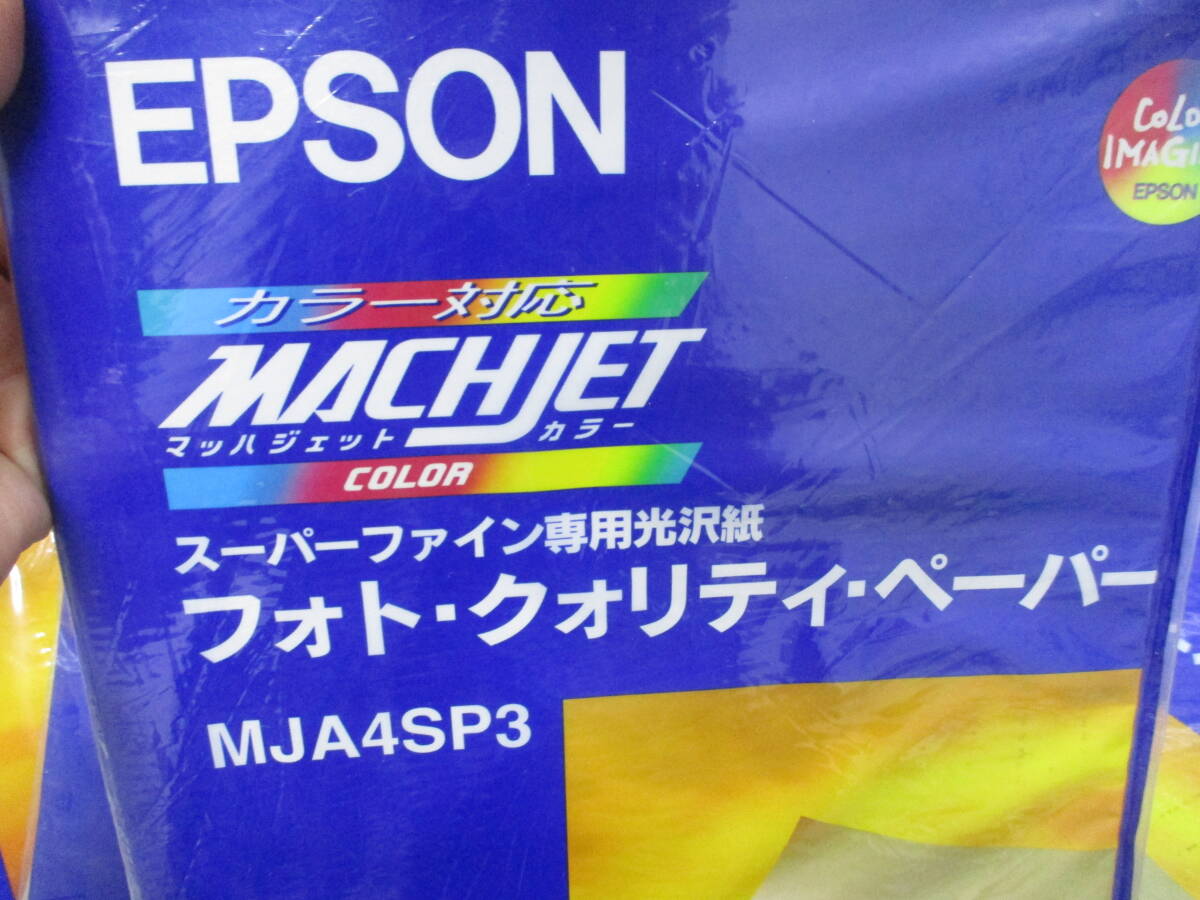 EPSON
COLO
IMAGI
EPSON
カラー対応
MACHJET
マッハジェット カラー
COLOR
スーパーファイン専用光沢紙
フォト・クォリティ・ペーパー
MJA4SP3